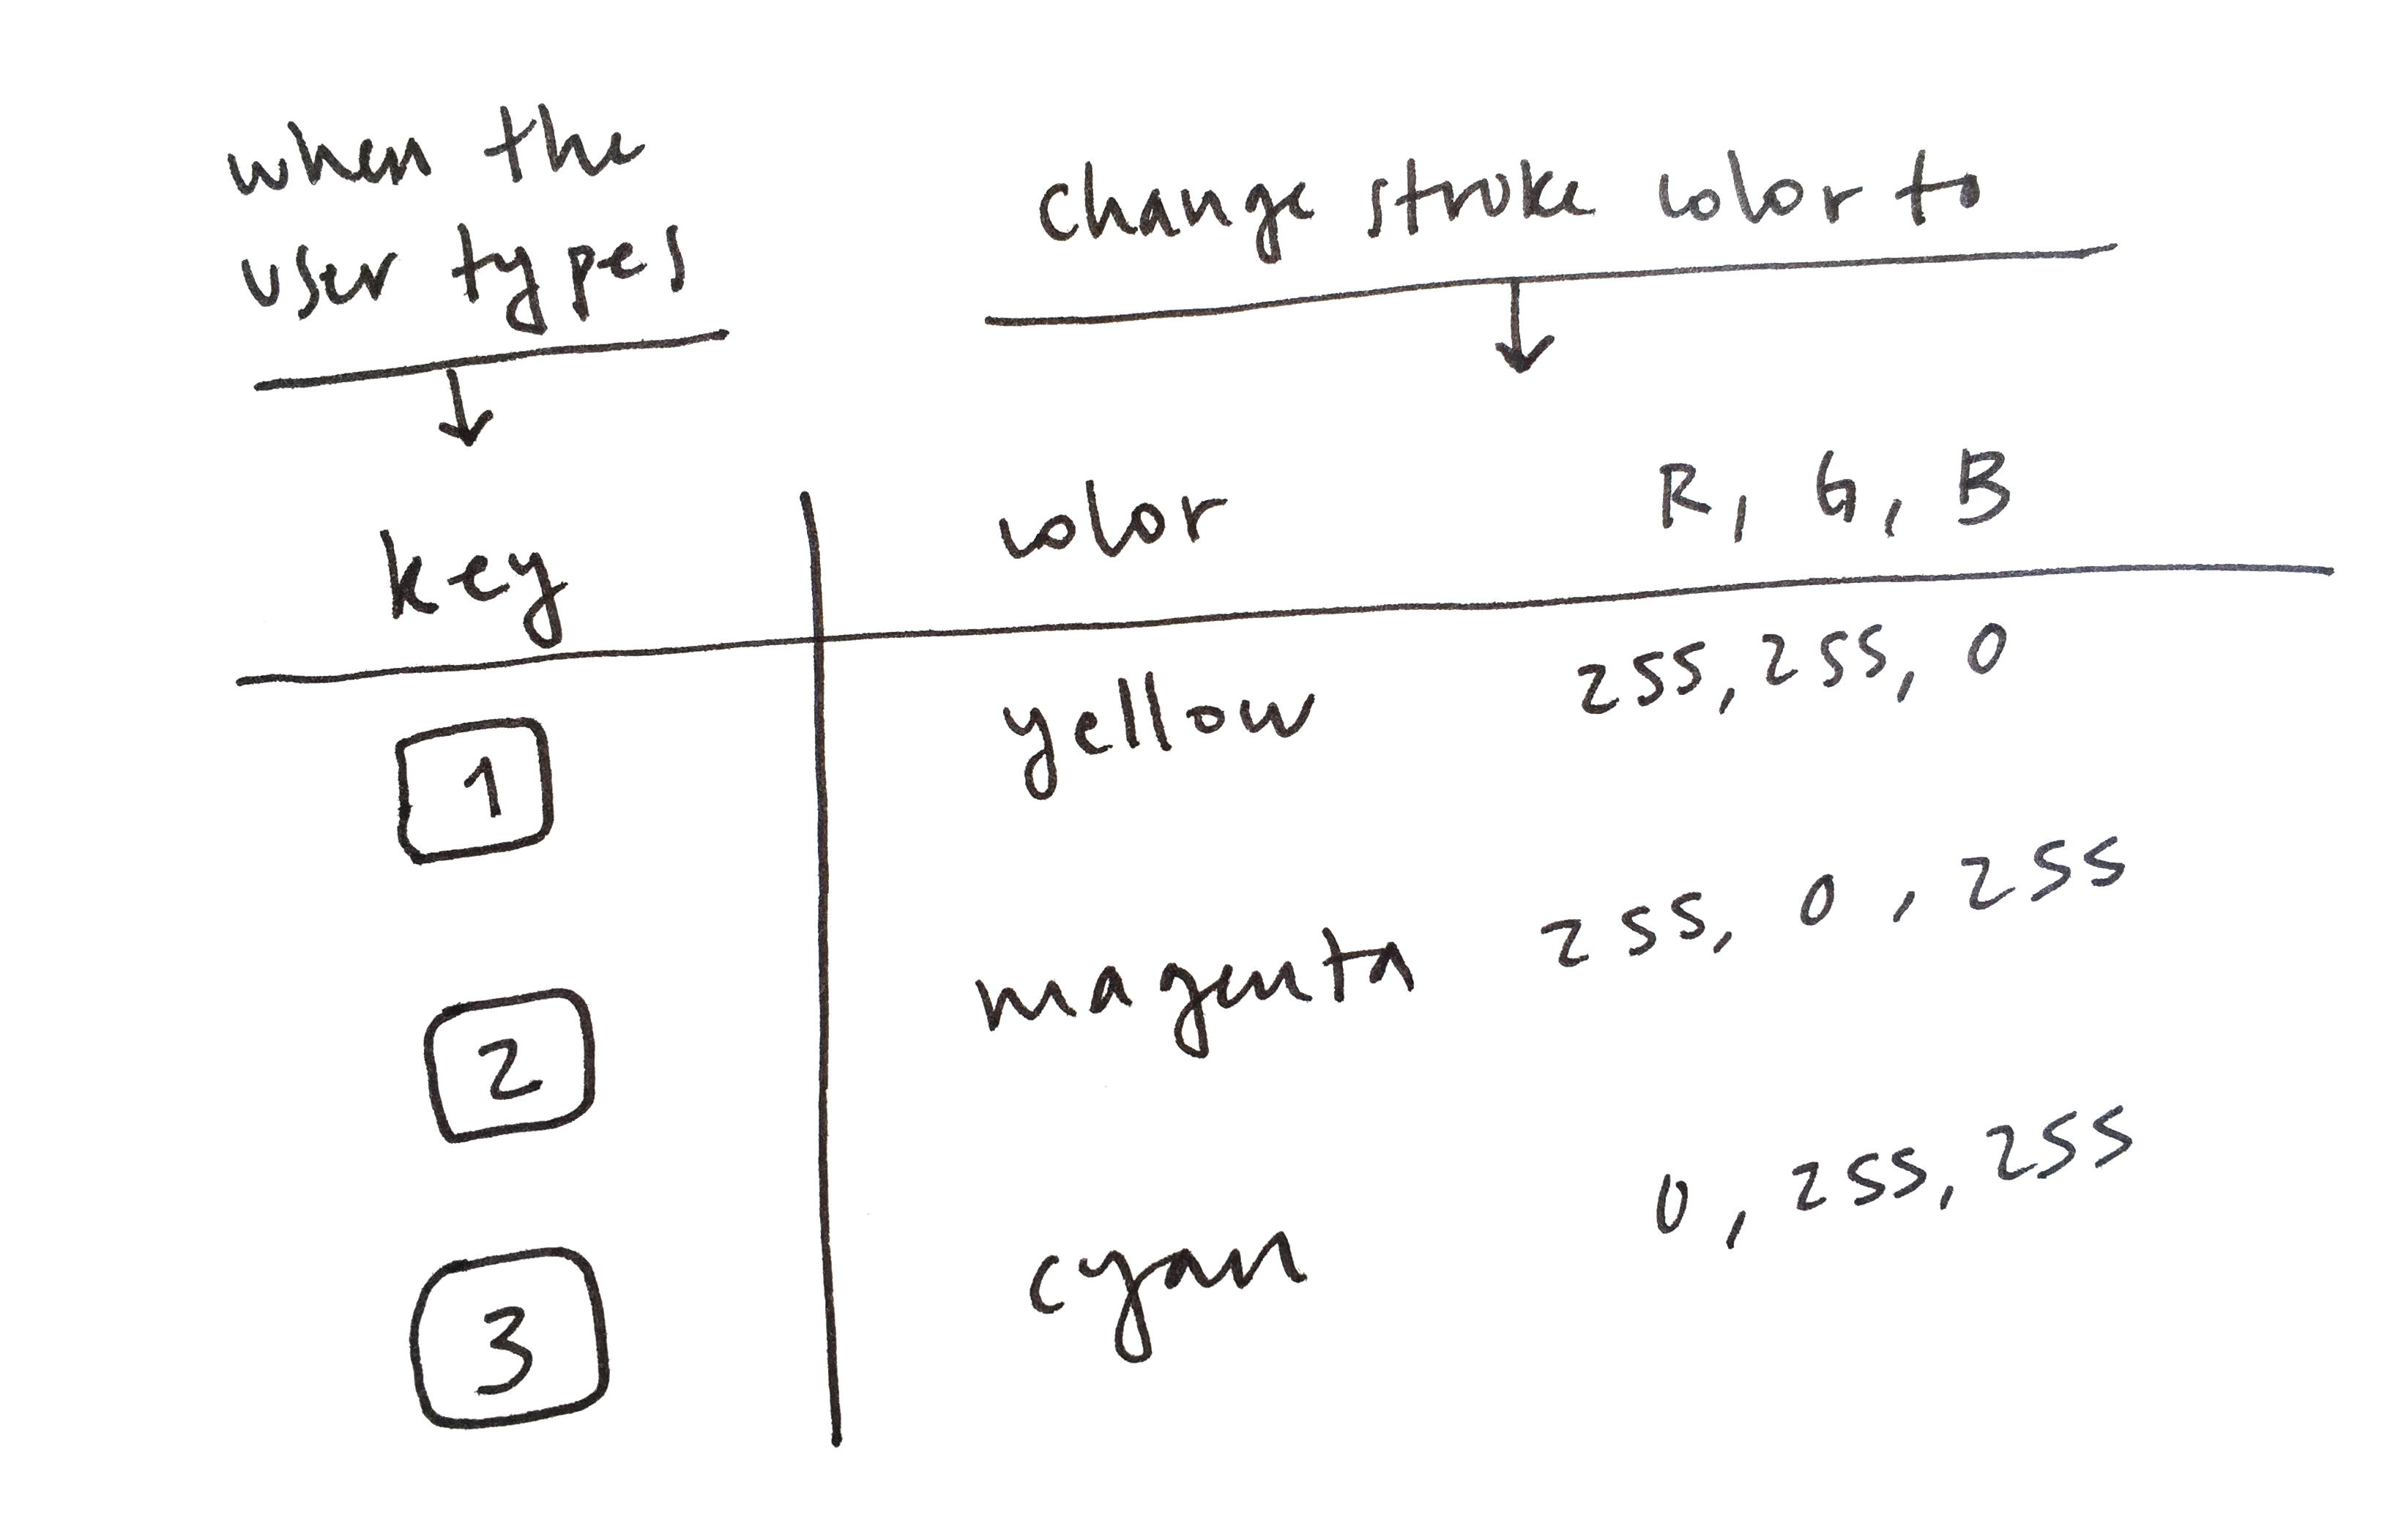 when the
user types
change stroke color to
key color R, G, B
1 yellow 255, 255, 0
2 magenta 255, 0, 255
3 cyan 0, 255, 255